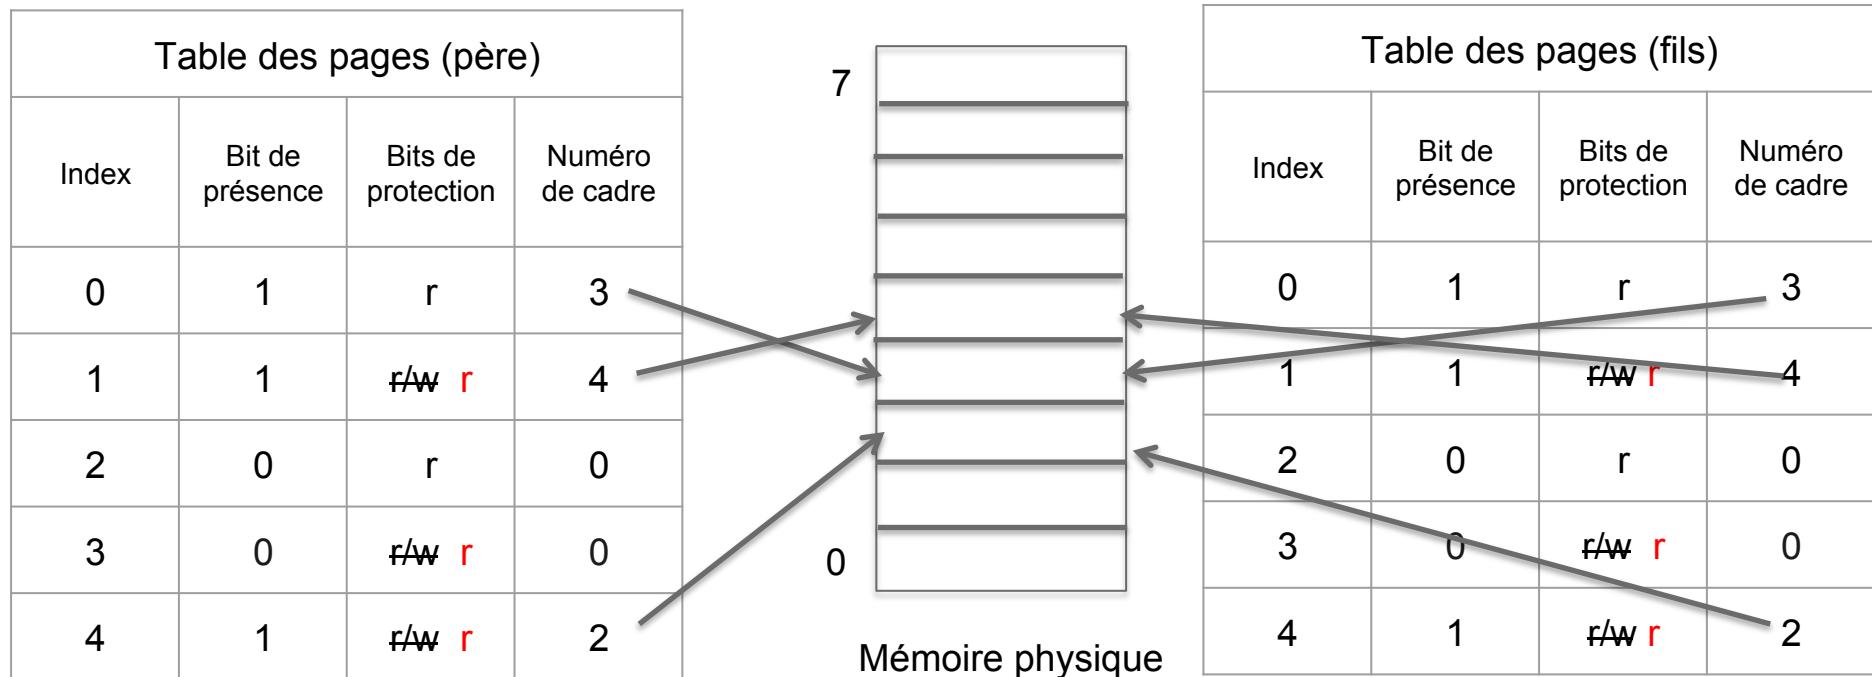 Table des pages (père)
Index Bit de présence Bits de protection Numéro de cadre
0 1 r 3
1 1 r/w r 4
2 0 r 0
3 0 r/w r 0
4 1 r/w r 2
7
0
Mémoire physique
Table des pages (fils)
Index Bit de présence Bits de protection Numéro de cadre
0 1 r 3
1 1 r/w r 4
2 0 r 0
3 0 r/w r 0
4 1 r/w r 2